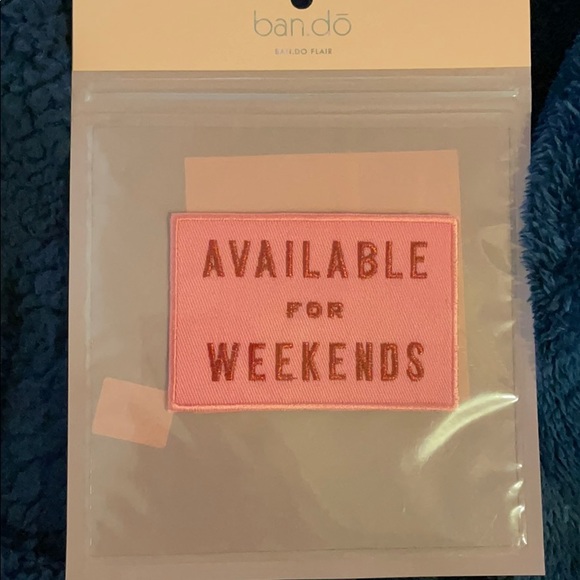 ban.dō
BAN.DO FLAIR
AVAILABLE
FOR
WEEKENDS